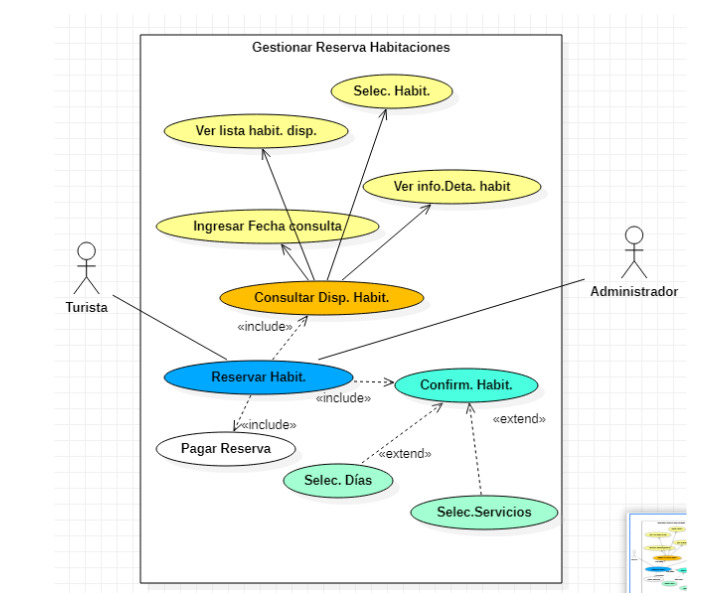 Gestionar Reserva Habitaciones
Selec. Habit.
Ver lista habit. disp.
Ver info.Deta. habit
Ingresar Fecha consulta
Turista
Administrador
Consultar Disp. Habit.
«include»
Reservar Habit.
«include»
Confirm. Habit.
«include»
«extend»
Pagar Reserva
«extend»
Selec. Días
Selec.Servicios